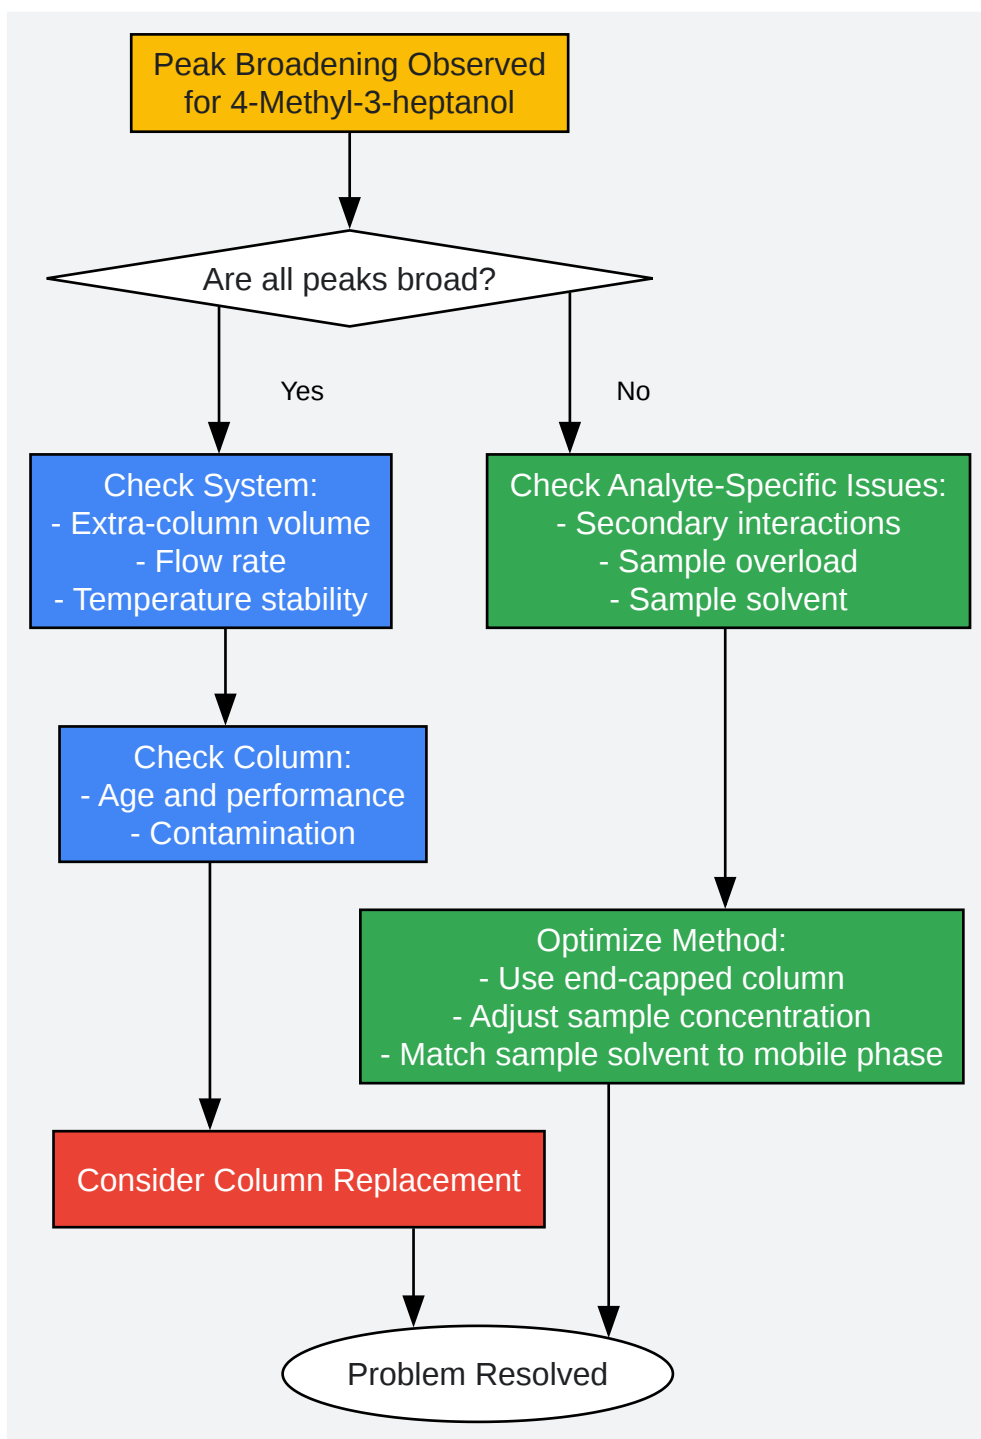 Peak Broadening Observed
for 4-Methyl-3-heptanol
Are all peaks broad?
Yes
No
Check System:
- Extra-column volume
- Flow rate
- Temperature stability
Check Analyte-Specific Issues:
- Secondary interactions
- Sample overload
- Sample solvent
Check Column:
- Age and performance
- Contamination
Optimize Method:
- Use end-capped column
- Adjust sample concentration
- Match sample solvent to mobile phase
Consider Column Replacement
Problem Resolved